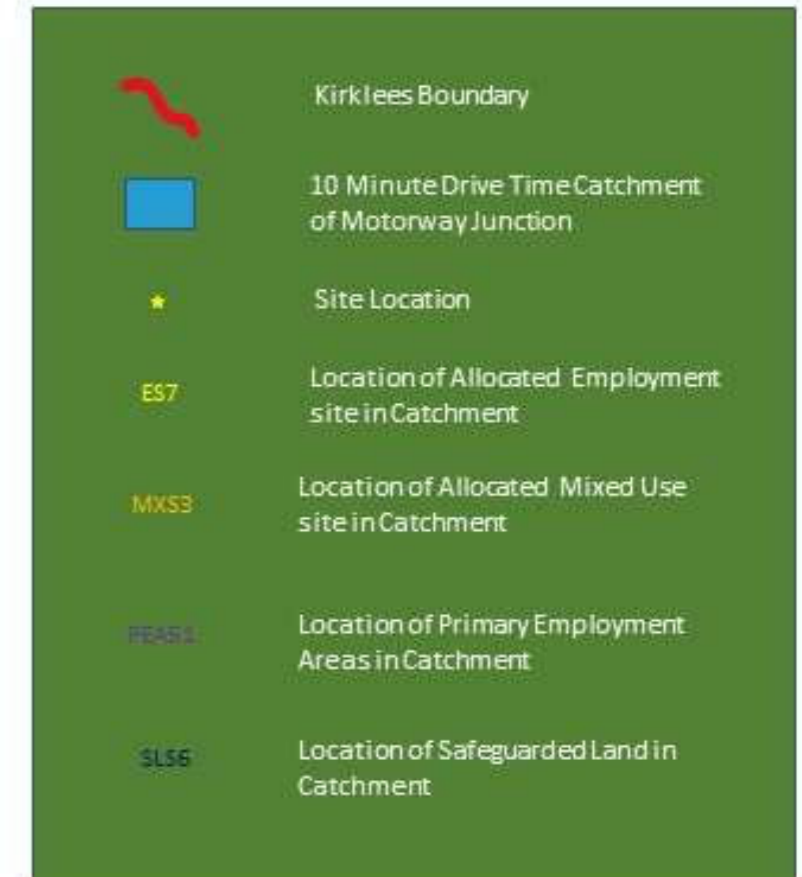 Kirklees Boundary
10 Minute Drive Time Catchment
of Motorway Junction
*
Site Location
ES7
Location of Allocated Employment
site in Catchment
MXS3
Location of Allocated Mixed Use
site in Catchment
Location of Primary Employment
Areas in Catchment
SLS6
Location of Safeguarded Land in
Catchment